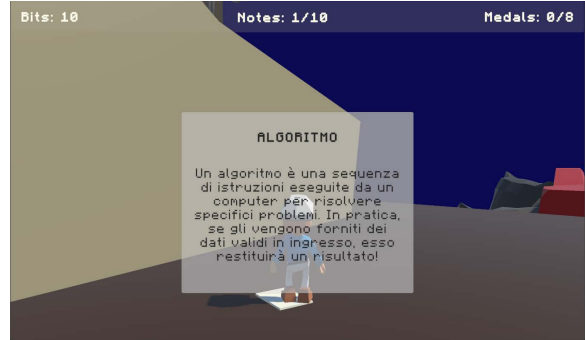 Bits: 10
Notes: 1/10
Medals: 0/8
ALGORITMO
Un algoritmo è una sequenza
di istruzioni eseguite da un
computer per risolvere
specifici problemi. In pratica,
se gli vengono forniti dei
dati validi in ingresso, esso
restituirà un risultato!